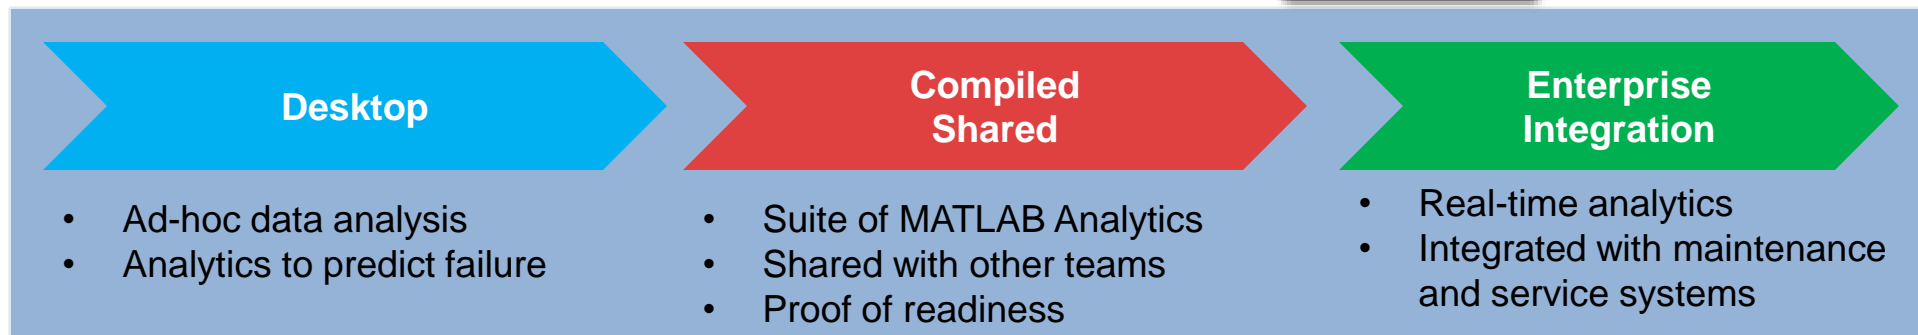 Desktop
• Ad-hoc data analysis
• Analytics to predict failure
Compiled
Shared
• Suite of MATLAB Analytics
• Shared with other teams
• Proof of readiness
Enterprise
Integration
• Real-time analytics
• Integrated with maintenance
and service systems